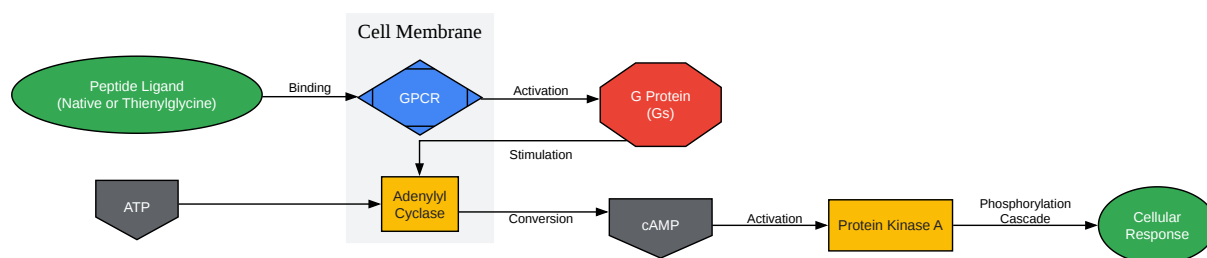 Cell Membrane
Peptide Ligand
(Native or Thienylglycine)
Binding
GPCR
Activation
G Protein
(Gs)
Stimulation
ATP
Adenylyl
Cyclase
Conversion
cAMP
Activation
Protein Kinase A
Phosphorylation
Cascade
Cellular
Response